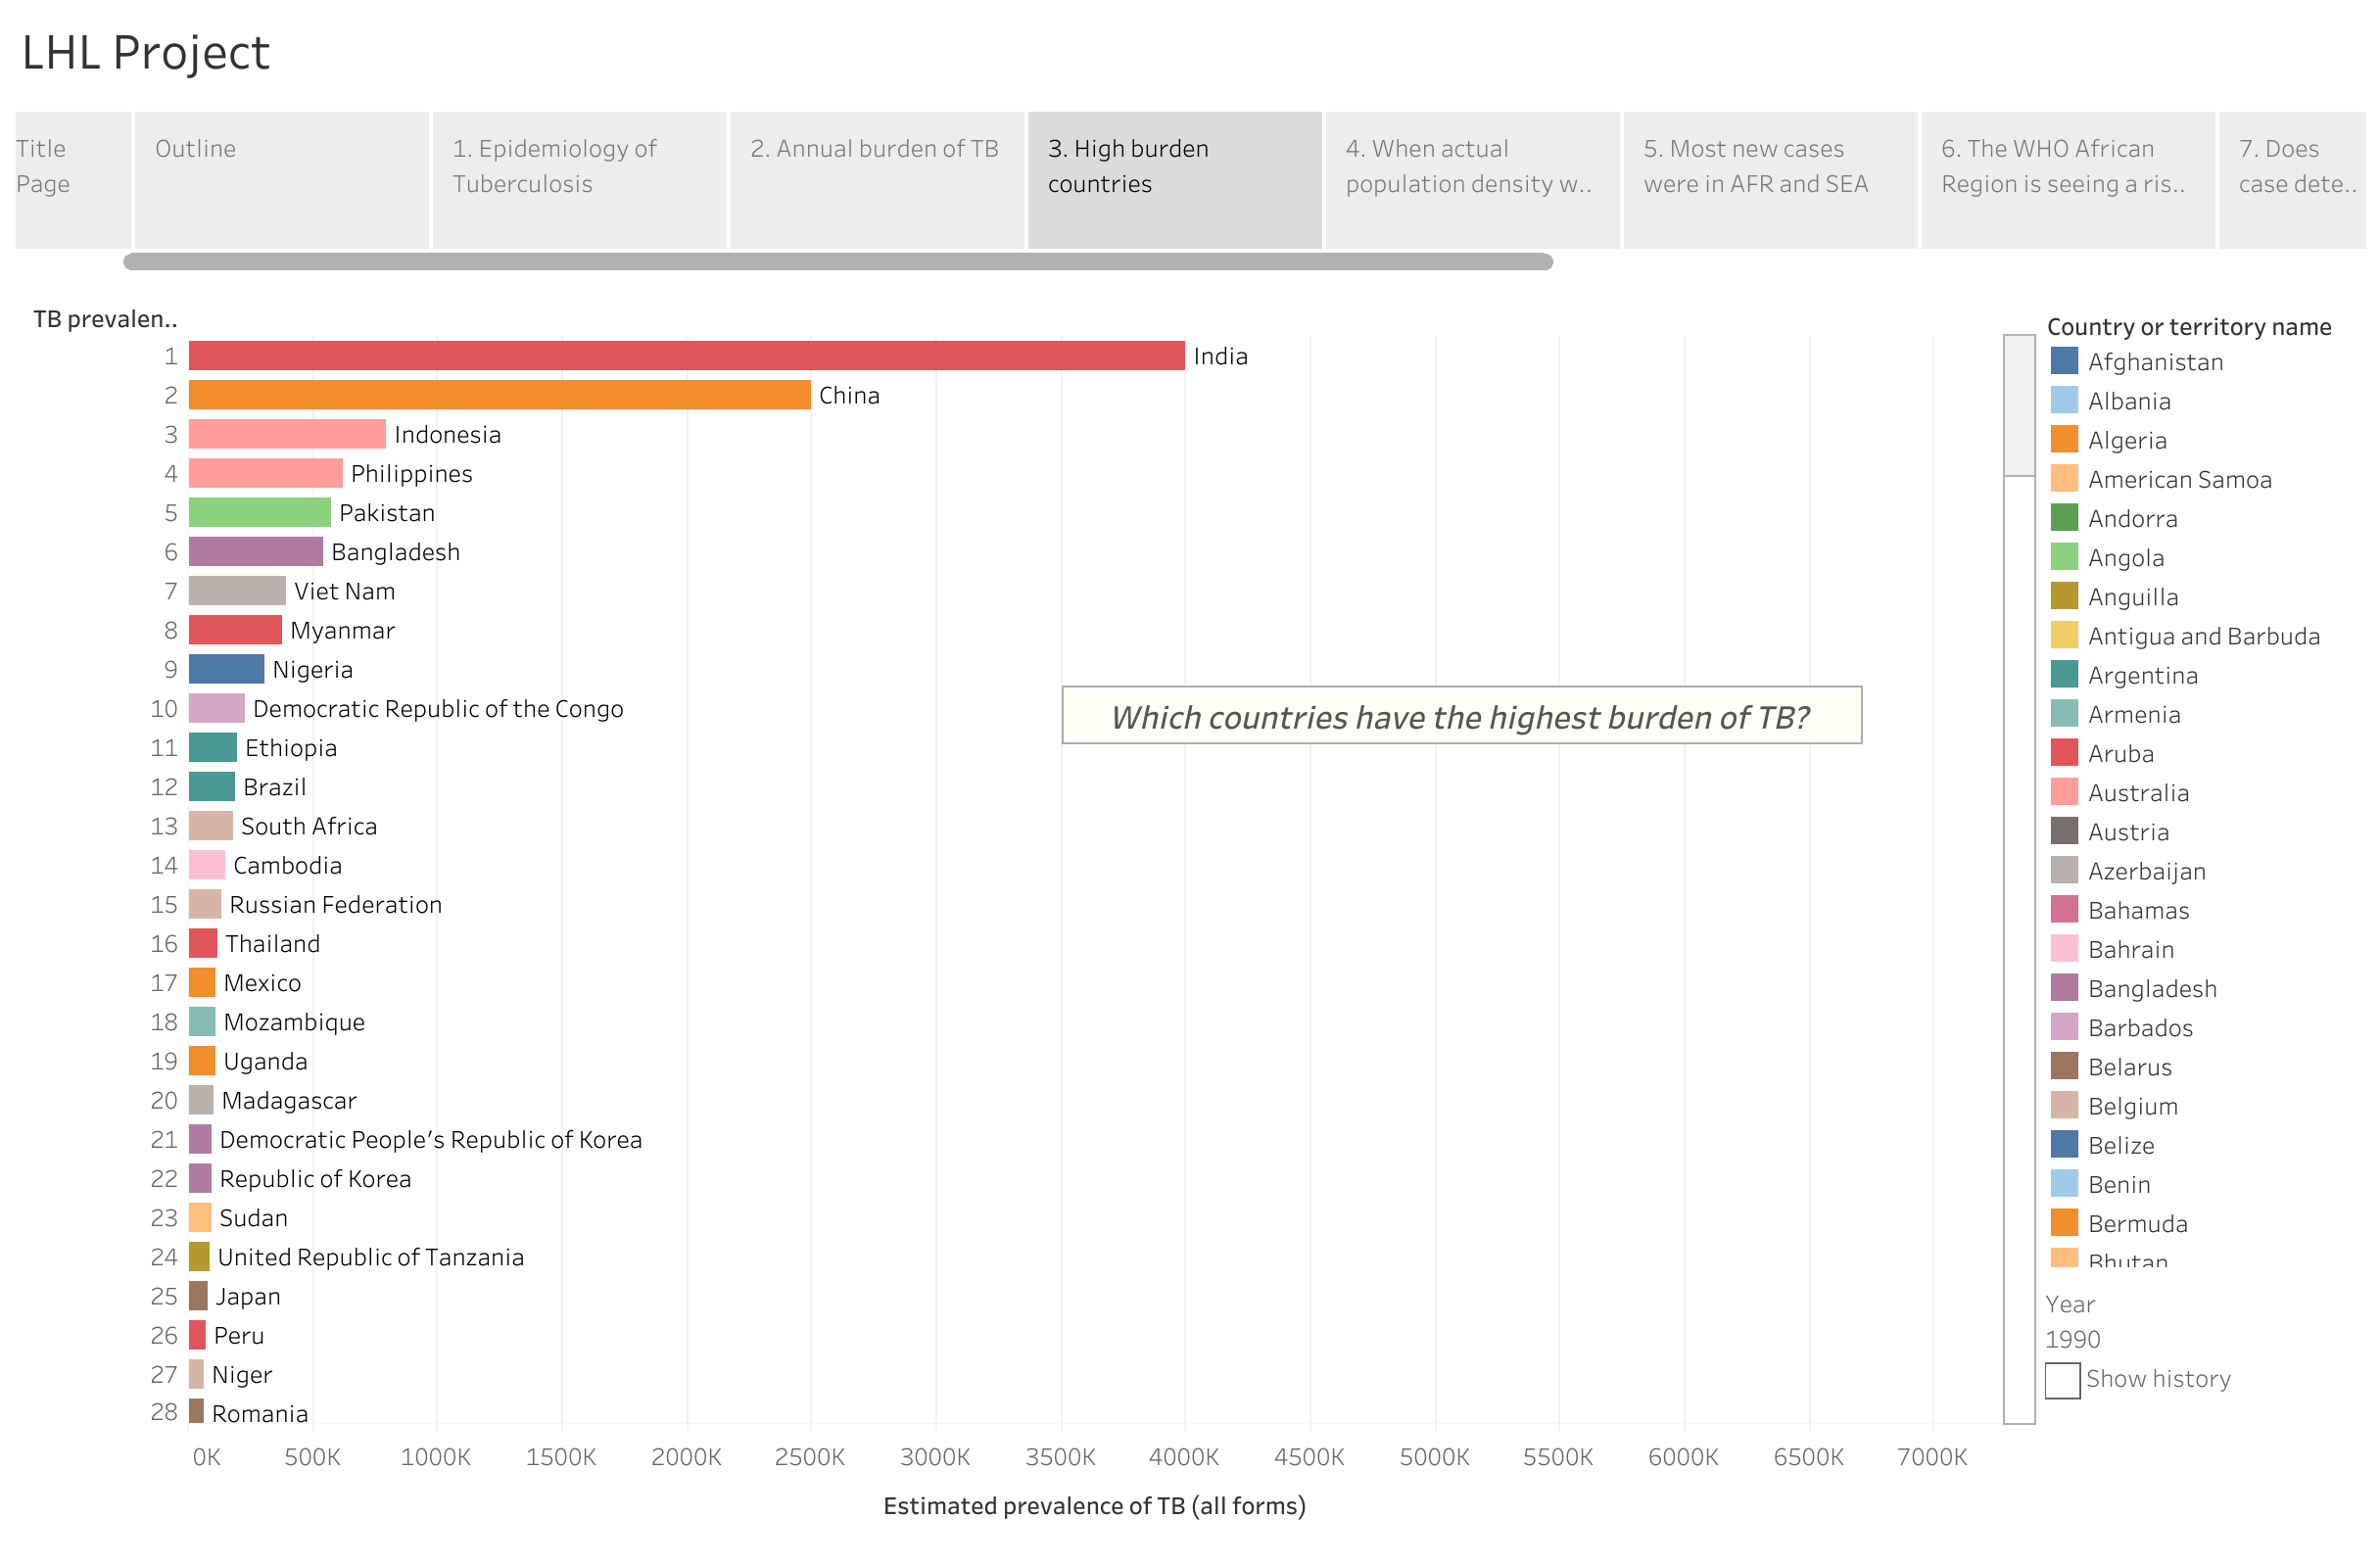 LHL Project
Title
Page
Outline
1. Epidemiology of
Tuberculosis
2. Annual burden of TB
3. High burden
countries
4. When actual
population density w..
5. Most new cases
were in AFR and SEA
6. The WHO African
Region is seeing a ris..
7. Does
case dete..
TB prevalen..
1 India
2 China
3 Indonesia
4 Philippines
5 Pakistan
6 Bangladesh
7 Viet Nam
8 Myanmar
9 Nigeria
10 Democratic Republic of the Congo
11 Ethiopia
12 Brazil
13 South Africa
14 Cambodia
15 Russian Federation
16 Thailand
17 Mexico
18 Mozambique
19 Uganda
20 Madagascar
21 Democratic People's Republic of Korea
22 Republic of Korea
23 Sudan
24 United Republic of Tanzania
25 Japan
26 Peru
27 Niger
28 Romania
Which countries have the highest burden of TB?
0K 500K 1000K 1500K 2000K 2500K 3000K 3500K 4000K 4500K 5000K 5500K 6000K 6500K 7000K
Estimated prevalence of TB (all forms)
Country or territory name
Afghanistan
Albania
Algeria
American Samoa
Andorra
Angola
Anguilla
Antigua and Barbuda
Argentina
Armenia
Aruba
Australia
Austria
Azerbaijan
Bahamas
Bahrain
Bangladesh
Barbados
Belarus
Belgium
Belize
Benin
Bermuda
Bhutan
Year
1990
Show history